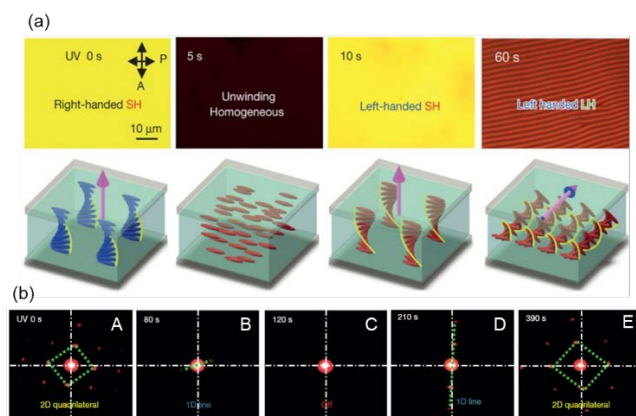 (a)
UV 0 s
P
A
Right-handed SH
10 μm
5 s
Unwinding
Homogeneous
10 s
Left-handed SH
60 s
Left handed LH
(b)
UV 0 s
A
2D quadrilateral
80 s
B
1D line
120 s
C
Off
210 s
D
1D line
390 s
E
2D quadrilateral